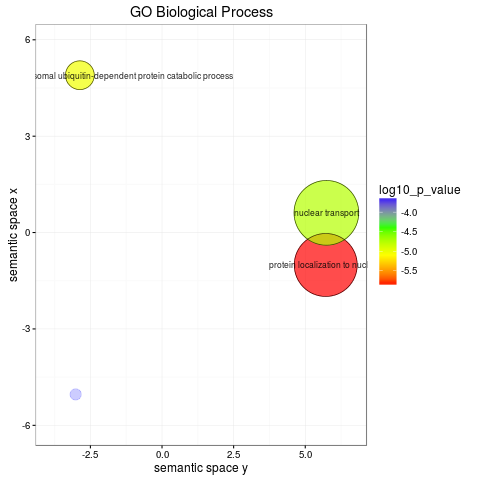 GO Biological Process
6
3
0
-3
-6
semantic space x
somal ubiquitin-dependent protein catabolic process
nuclear transport
protein localization to nucl
-2.5
0.0
2.5
5.0
semantic space y
log10_p_value
-4.0
-4.5
-5.0
-5.5